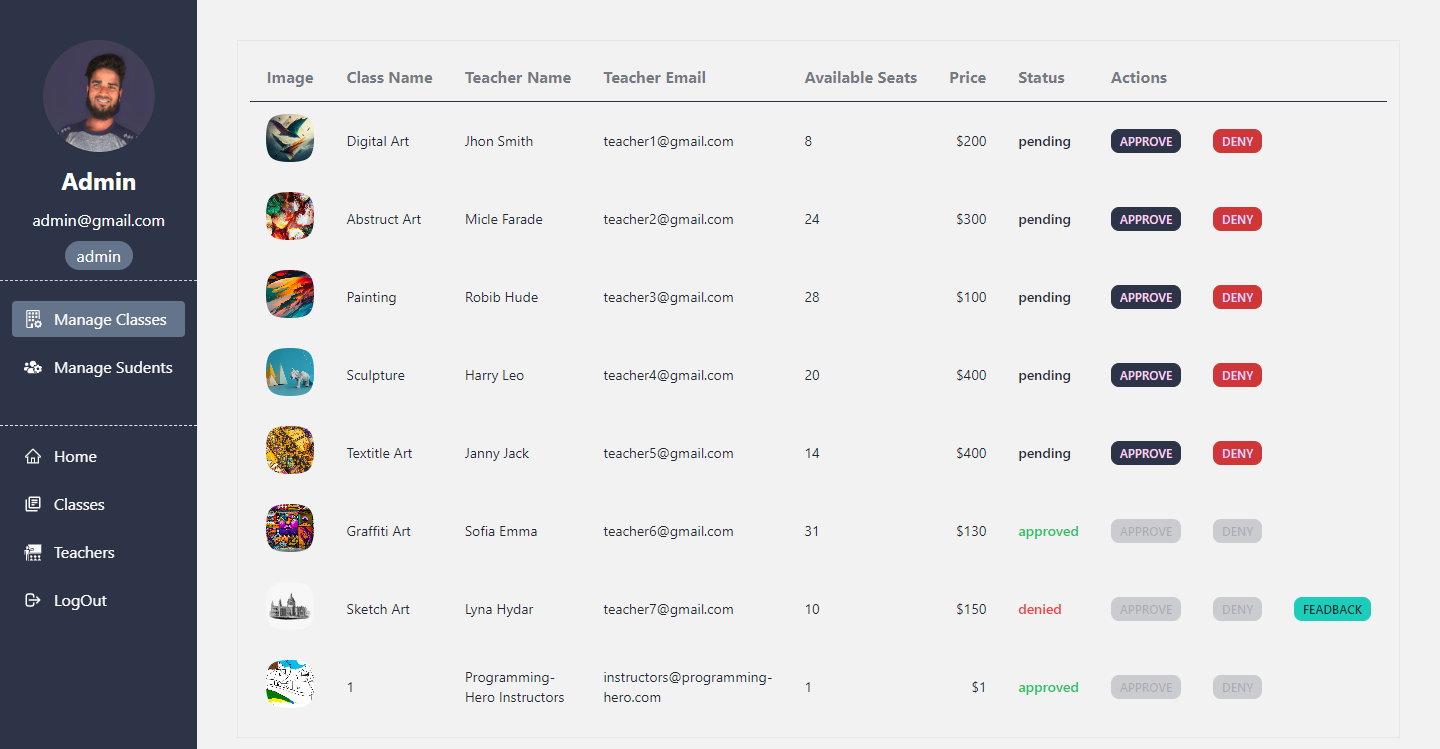 Admin
admin@gmail.com
admin
Manage Classes
Manage Sudents
Home
Classes
Teachers
LogOut
Image Class Name Teacher Name Teacher Email Available Seats Price Status Actions
Digital Art Jhon Smith teacher1@gmail.com 8 $200 pending APPROVE DENY
Abstruct Art Micle Farade teacher2@gmail.com 24 $300 pending APPROVE DENY
Painting Robib Hude teacher3@gmail.com 28 $100 pending APPROVE DENY
Sculpture Harry Leo teacher4@gmail.com 20 $400 pending APPROVE DENY
Textitle Art Janny Jack teacher5@gmail.com 14 $400 pending APPROVE DENY
Graffiti Art Sofia Emma teacher6@gmail.com 31 $130 approved APPROVE DENY
Sketch Art Lyna Hydar teacher7@gmail.com 10 $150 denied APPROVE DENY FEADBACK
Programming- instructors@programming-
1 1 $1 approved APPROVE DENY
Hero Instructors hero.com